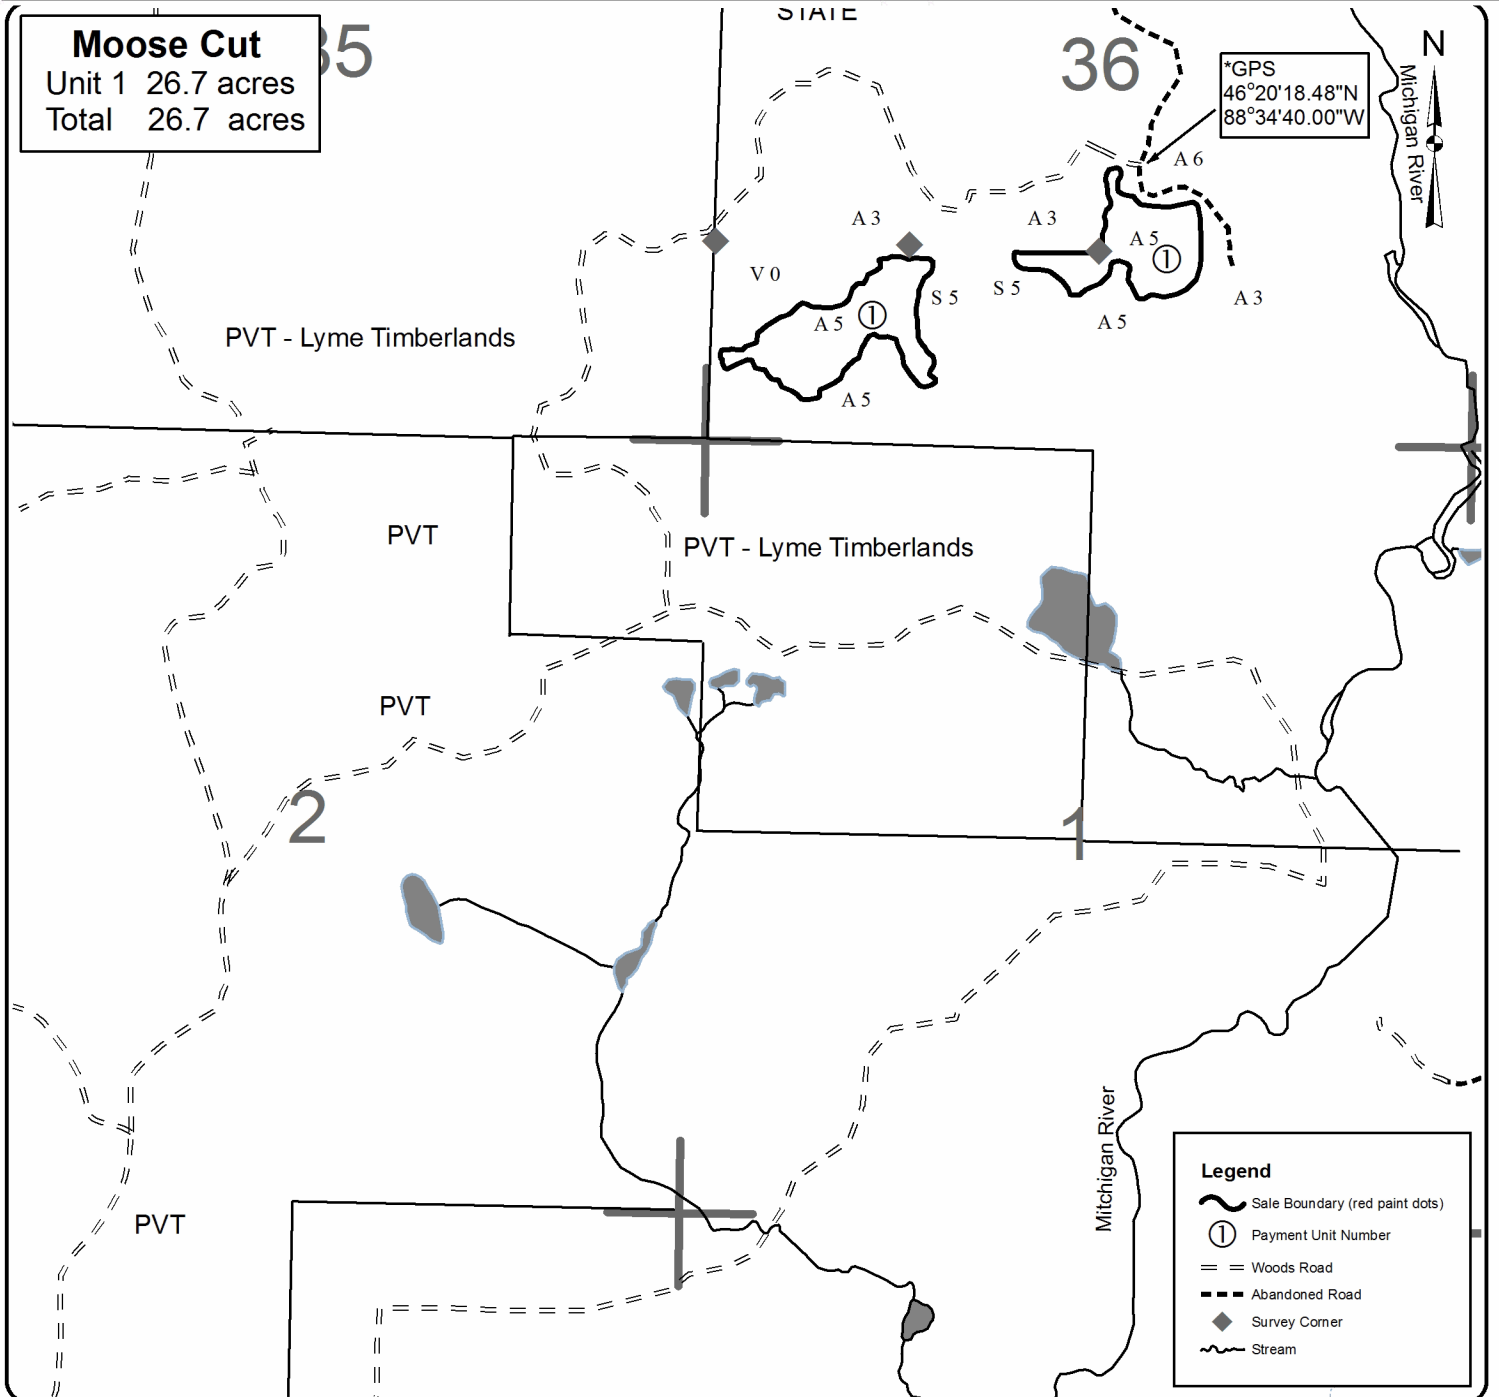 STATE
Moose Cut
Unit 1 26.7 acres
Total 26.7 acres
35
36
*GPS
46°20'18.48"N
88°34'40.00"W
N
Michigan River
A 6
A 3
A 3
A 5
1
V 0
S 5
S 5
A 3
A 5
1
A 5
A 5
PVT - Lyme Timberlands
PVT
PVT - Lyme Timberlands
PVT
2
1
Mitchigan River
PVT
Legend
Sale Boundary (red paint dots)
1 Payment Unit Number
Woods Road
Abandoned Road
Survey Corner
Stream